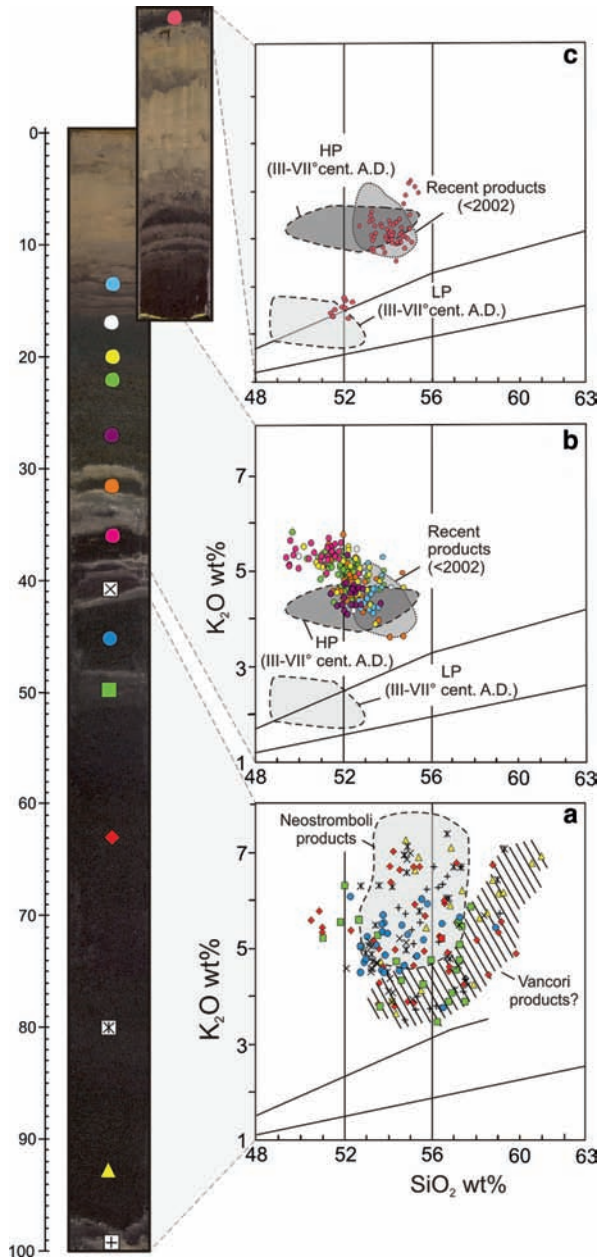 c
HP
(III-VII°cent. A.D.)
Recent products
(<2002)
LP
(III-VII° cent. A.D.)
48
52
56
63
0
10
20
30
40
50
60
70
80
90
100
b
7
5
3
1
K2O wt%
Recent
products
(<2002)
HP
(III-VII° cent. A.D.)
LP
(III-VII° cent. A.D.)
48
52
56
60
63
a
Neostromboli
products
7
5
3
1
K2O wt%
Vancori
products?
48
52
56
60
63
SiO2 wt%